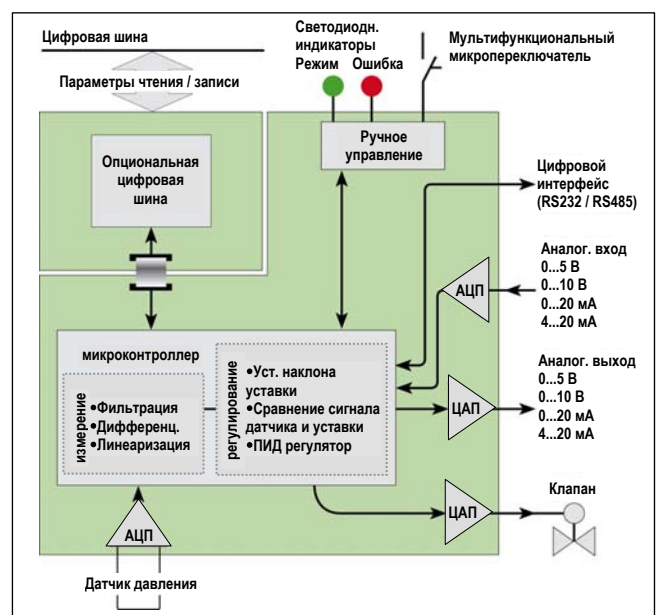 Цифровая шина
Параметры чтения / записи
Светодиодн.
индикаторы
Режим Ошибка
Мультифункциональный
микропереключатель
Опциональная
цифровая
шина
Ручное
управление
Цифровой
интерфейс
(RS232 / RS485)
Аналог. вход
0...5 В
0...10 В
0...20 мА
4...20 мА
АЦП
микроконтроллер
измерение
•Фильтрация
•Дифференц.
•Линеаризация
регулирование
•Уст. наклона
уставки
•Сравнение сигнала
датчика и уставки
•ПИД регулятор
Аналог. выход
0...5 В
0...10 В
0...20 мА
4...20 мА
ЦАП
Клапан
ЦАП
АЦП
Датчик давления